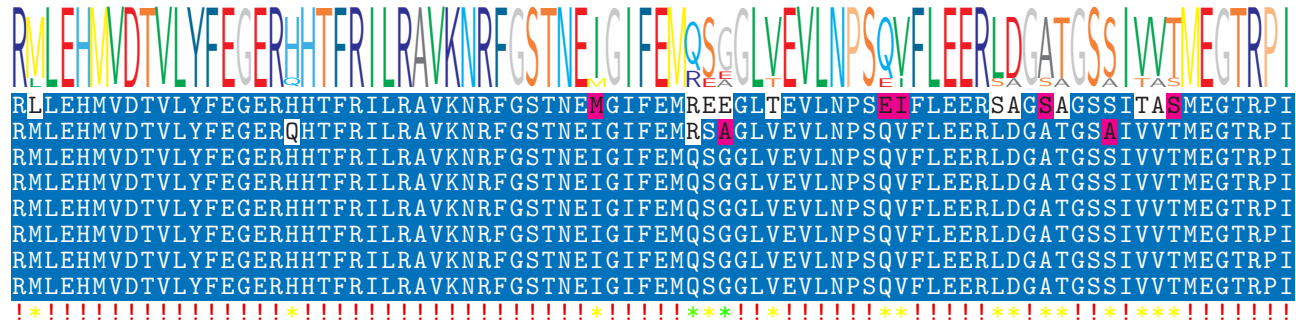 RMLEHMVDTVLYFEGERHHTFRILRAVKNRFGSTNEIGIFEMQSGGLVEVLNPSQVFLEERLDGATGSSIVVTMEGTRPI
L Q M R E E A T E I S A S A A T A S
RLLEHMVDTVLYFEGERHHTFRILRAVKNRFGSTNEMGIFEMREEGLTEVLNPSEIFLEERSAGSAGSSITASMEGTRPI
RMLEHMVDTVLYFEGERQHTFRILRAVKNRFGSTNEIGIFEMRSAGLVEVLNPSQVFLEERLDGATGSAIVVTMEGTRPI
RMLEHMVDTVLYFEGERHHTFRILRAVKNRFGSTNEIGIFEMQSGGLVEVLNPSQVFLEERLDGATGSSIVVTMEGTRPI
RMLEHMVDTVLYFEGERHHTFRILRAVKNRFGSTNEIGIFEMQSGGLVEVLNPSQVFLEERLDGATGSSIVVTMEGTRPI
RMLEHMVDTVLYFEGERHHTFRILRAVKNRFGSTNEIGIFEMQSGGLVEVLNPSQVFLEERLDGATGSSIVVTMEGTRPI
RMLEHMVDTVLYFEGERHHTFRILRAVKNRFGSTNEIGIFEMQSGGLVEVLNPSQVFLEERLDGATGSSIVVTMEGTRPI
RMLEHMVDTVLYFEGERHHTFRILRAVKNRFGSTNEIGIFEMQSGGLVEVLNPSQVFLEERLDGATGSSIVVTMEGTRPI
RMLEHMVDTVLYFEGERHHTFRILRAVKNRFGSTNEIGIFEMQSGGLVEVLNPSQVFLEERLDGATGSSIVVTMEGTRPI
!*!!!!!!!!!!!!!!!*!!!!!!!!!!!!!!!!!!*!!!!!***!!*!!!!!!**!!!!!**!**!!*!***!!!!!!!